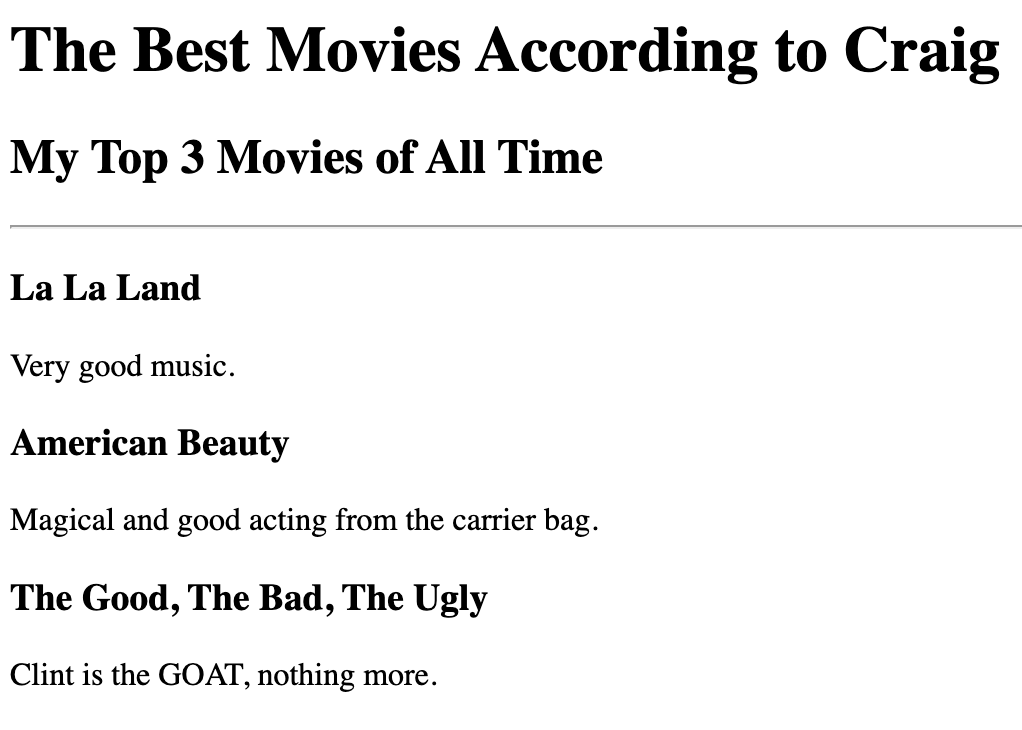 The Best Movies According to Craig
My Top 3 Movies of All Time
La La Land
Very good music.
American Beauty
Magical and good acting from the carrier bag.
The Good, The Bad, The Ugly
Clint is the GOAT, nothing more.